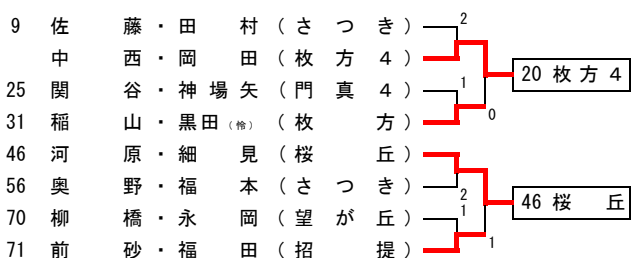 9 佐 藤・田 村 (さ つ き) 2
中 西・岡 田 (枚 方 4)
20 枚 方 4
25 関 谷・神 場 矢 (門 真 4) 1
0
31 稲 山・黒田(怜) (枚 方)
46 河 原・細 見 (桜 丘)
56 奥 野・福 本 (さ つ き) 2
46 桜 丘
70 柳 橋・永 岡 (望 が 丘) 1
1
71 前 砂・福 田 (招 提)